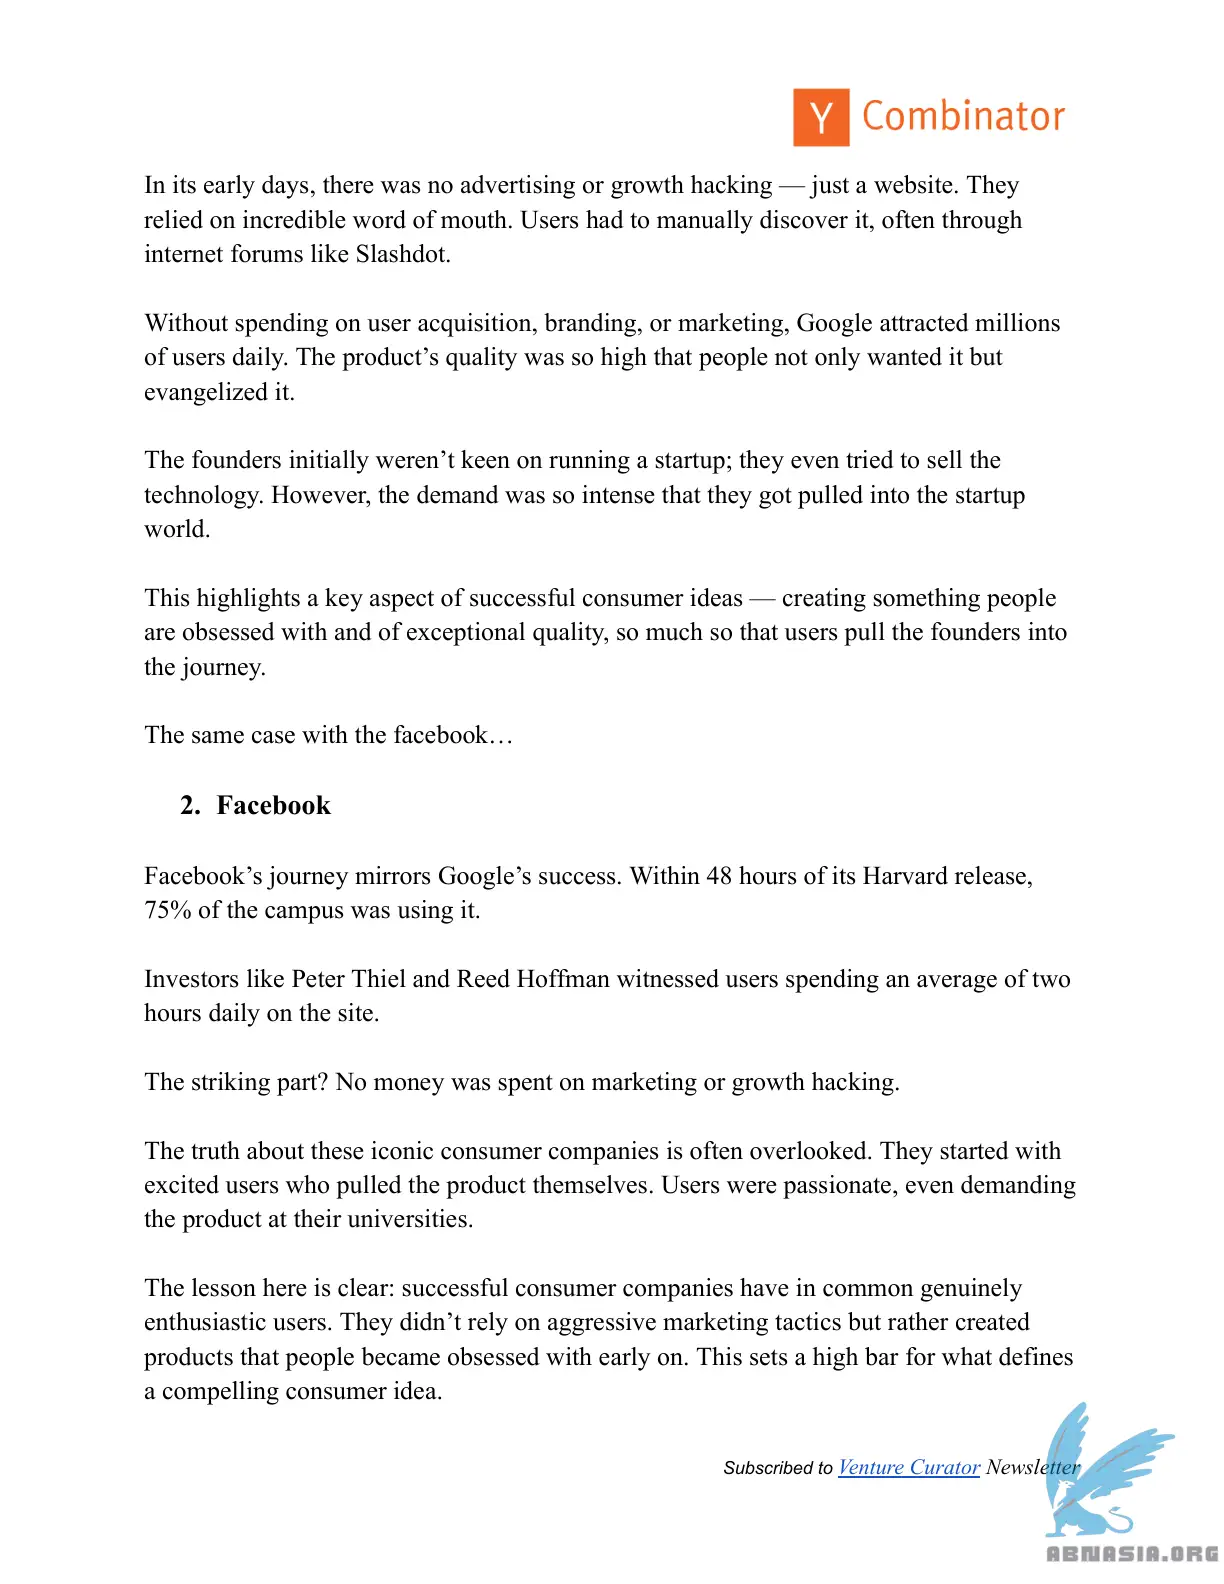 Y Combinator
In its early days, there was no advertising or growth hacking — just a website. They
relied on incredible word of mouth. Users had to manually discover it, often through
internet forums like Slashdot.
Without spending on user acquisition, branding, or marketing, Google attracted millions
of users daily. The product’s quality was so high that people not only wanted it but
evangelized it.
The founders initially weren’t keen on running a startup; they even tried to sell the
technology. However, the demand was so intense that they got pulled into the startup
world.
This highlights a key aspect of successful consumer ideas — creating something people
are obsessed with and of exceptional quality, so much so that users pull the founders into
the journey.
The same case with the facebook…
2. Facebook
Facebook’s journey mirrors Google’s success. Within 48 hours of its Harvard release,
75% of the campus was using it.
Investors like Peter Thiel and Reed Hoffman witnessed users spending an average of two
hours daily on the site.
The striking part? No money was spent on marketing or growth hacking.
The truth about these iconic consumer companies is often overlooked. They started with
excited users who pulled the product themselves. Users were passionate, even demanding
the product at their universities.
The lesson here is clear: successful consumer companies have in common genuinely
enthusiastic users. They didn’t rely on aggressive marketing tactics but rather created
products that people became obsessed with early on. This sets a high bar for what defines
a compelling consumer idea.
Subscribed to Venture Curator Newsletter
ABNASIA.ORG